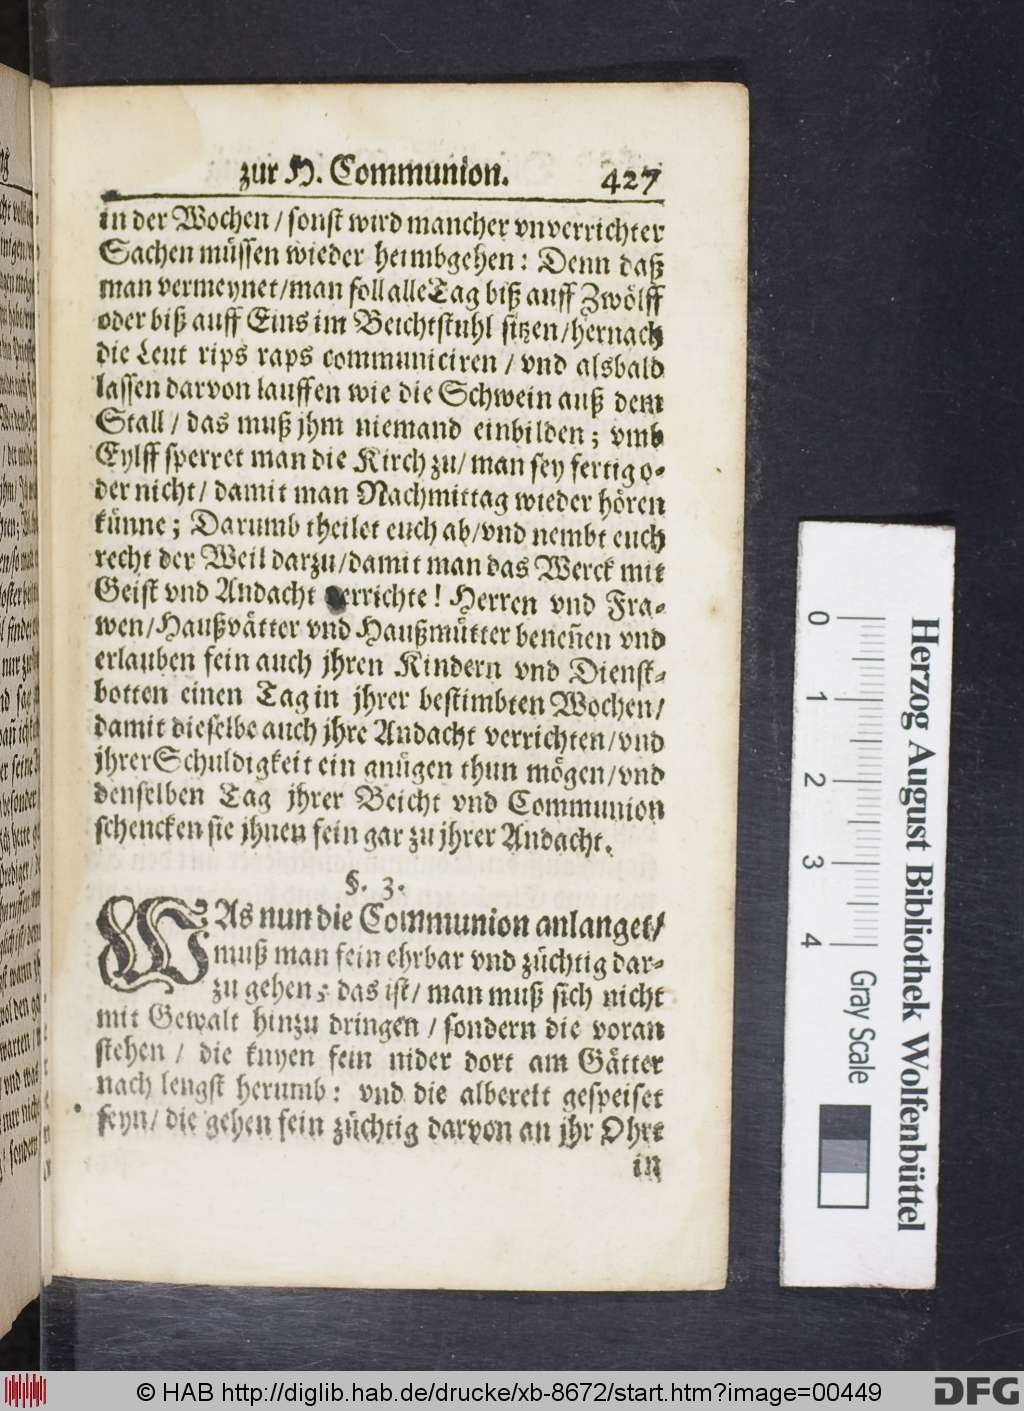 zur H. Communion. 427
in der Wochen / sonst wird mancher vnverrichter
Sachen müssen wieder heimbgehen: Denn daß
man vermeynet / man soll alle Tag biß auff Zwölff
oder biß auff Eins im Beichtstuhl sitzen / hernach
die Leut rips raps communiciren / vnd alsbald
lassen darvon lauffen wie die Schwein auß dem
Stall / das muß jhm niemand einbilden; vmb
Eylff sperret man die Kirch zu / man sey fertig o-
der nicht / damit man Nachmittag wieder hören
künne; Darumb theilet euch ab / vnd nembt euch
recht der Weil darzu / damit man das Werck mit
Geist vnd Andacht verrichte! Herren vnd Fra-
wen / Haußvätter vnd Haußmütter beneñen vnd
erlauben fein auch jhren Kindern vnd Dienst-
botten einen Tag in jhrer bestimbten Wochen /
damit dieselbe auch jhre Andacht verrichten / vnd
jhrer Schuldigkeit ein gnügen thun mögen / vnd
denselben Tag jhrer Beicht vnd Communion
schencken sie jhnen fein gar zu jhrer Andacht.
§. 3.
WAs nun die Communion anlanget /
muß man fein ehrbar vnd züchtig dar-
zu gehen; das ist / man muß sich nicht
mit Gewalt hinzu dringen / sondern die voran
stehen / die knyen fein nider dort am Gätter
nach lengst herumb: vnd die albereit gespeiset
seyn / die gehen fein züchtig darvon an jhr Ohrt
in
Herzog August Bibliothek Wolfenbüttel
0 1 2 3 4 Gray Scale
© HAB http://diglib.hab.de/drucke/xb-8672/start.htm?image=00449
DFG